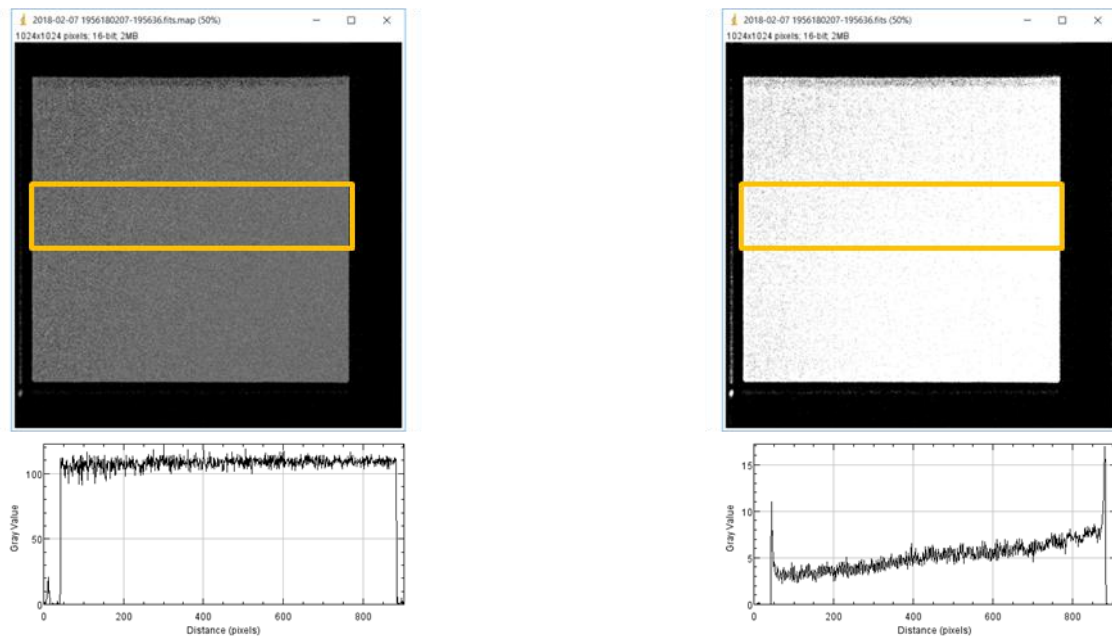 2018-02-07 1956180207-195636.fits.map (50%)
1024x1024 pixels; 16-bit; 2MB
100
50
0
0
200
400
600
800
Gray Value
Distance (pixels)
2018-02-07 1956180207-195636.fits (50%)
1024x1024 pixels; 16-bit; 2MB
15
10
5
0
0
200
400
600
800
Gray Value
Distance (pixels)